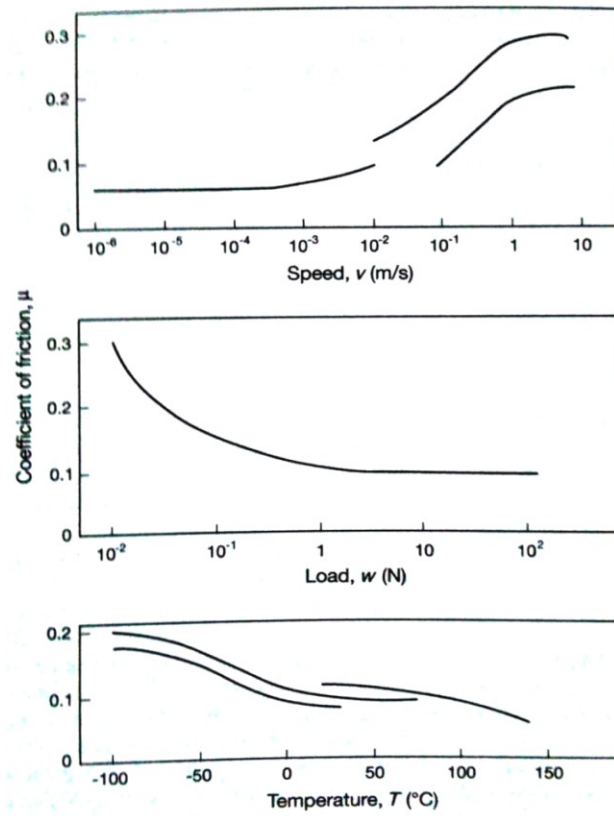 0.3
0.2
0.1
0
10⁻⁶ 10⁻⁵ 10⁻⁴ 10⁻³ 10⁻² 10⁻¹ 1 10
Speed, v (m/s)
Coefficient of friction, μ
0.3
0.2
0.1
0
10⁻² 10⁻¹ 1 10 10²
Load, w (N)
0.2
0.1
0
-100 -50 0 50 100 150
Temperature, T (°C)